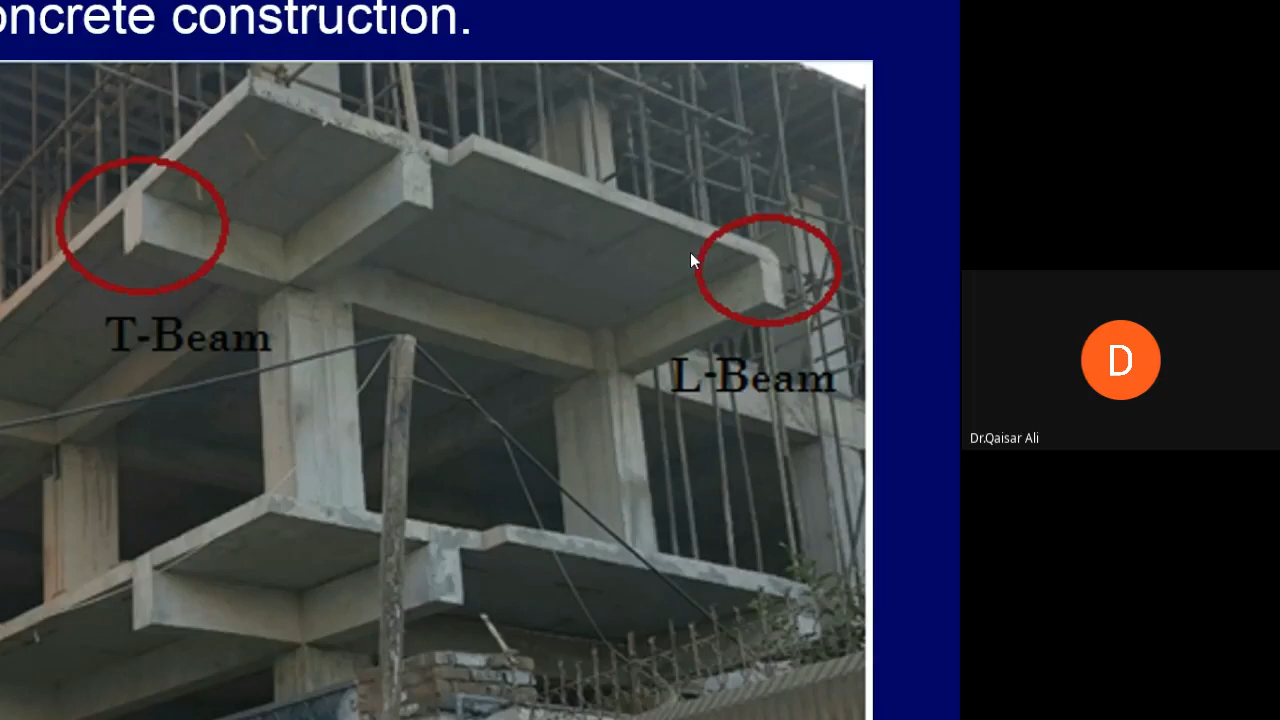 oncrete construction.
T-Beam
L-Beam
D
Dr.Qaisar Ali